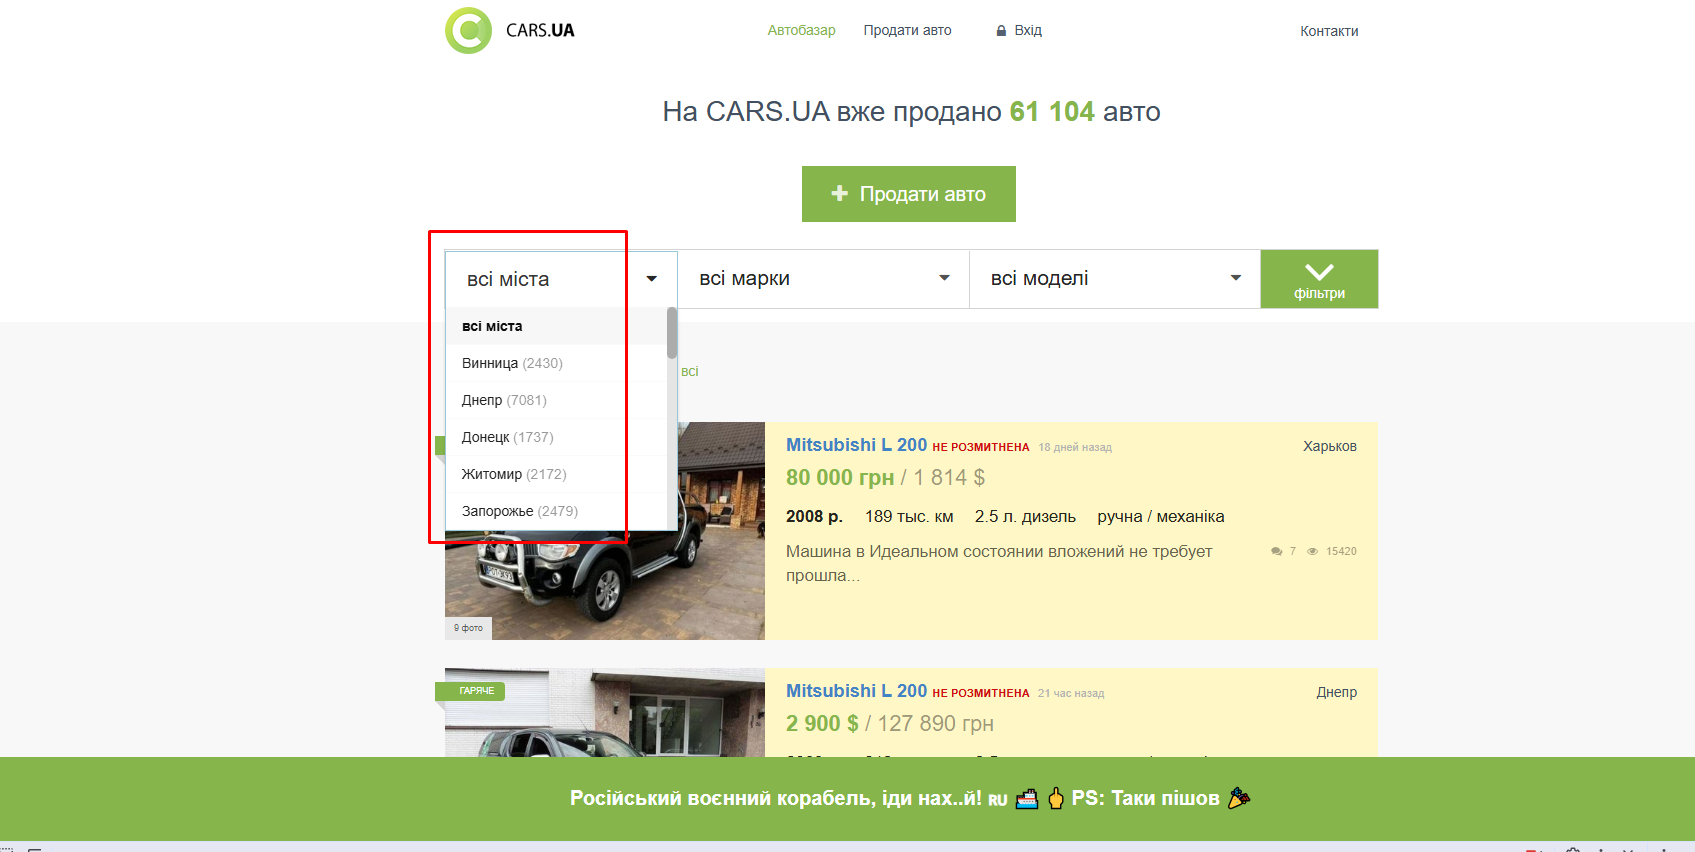 CARS.UA
Автобазар
Продати авто
Вхід
Контакти
На CARS.UA вже продано 61 104 авто
Продати авто
всі міста
всі марки
всі моделі
фільтри
всі міста
Винница (2430)
Днепр (7081)
Донецк (1737)
Житомир (2172)
Запорожье (2479)
всі
Mitsubishi L 200 НЕ РОЗМИТНЕНА 18 дней назад
Харьков
80 000 грн / 1 814 $
2008 р. 189 тыс. км 2.5 л. дизель ручна / механіка
Машина в Идеальном состоянии вложений не требует
прошла...
7 15420
9 фото
ГАРЯЧЕ
Mitsubishi L 200 НЕ РОЗМИТНЕНА 21 час назад
Днепр
2 900 $ / 127 890 грн
Російський воєнний корабель, іди нах..й! RU 🚢 🖕 PS: Таки пішов 🎉